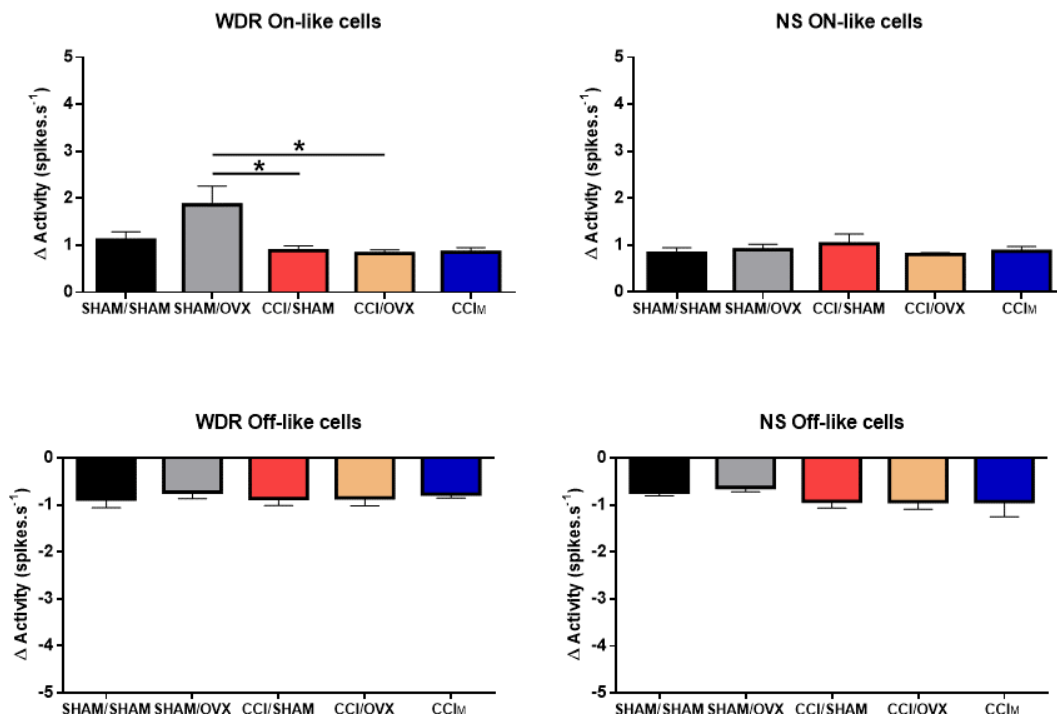 WDR On-like cells
Δ Activity (spikes.s⁻¹)
5
4
3
2
1
0
*
*
SHAM/SHAM SHAM/OVX CCI/SHAM CCI/OVX CCIM
NS ON-like cells
Δ Activity (spikes.s⁻¹)
5
4
3
2
1
0
SHAM/SHAM SHAM/OVX CCI/SHAM CCI/OVX CCIM
WDR Off-like cells
Δ Activity (spikes.s⁻¹)
0
-1
-2
-3
-4
-5
SHAM/SHAM SHAM/OVX CCI/SHAM CCI/OVX CCIM
NS Off-like cells
Δ Activity (spikes.s⁻¹)
0
-1
-2
-3
-4
-5
SHAM/SHAM SHAM/OVX CCI/SHAM CCI/OVX CCIM